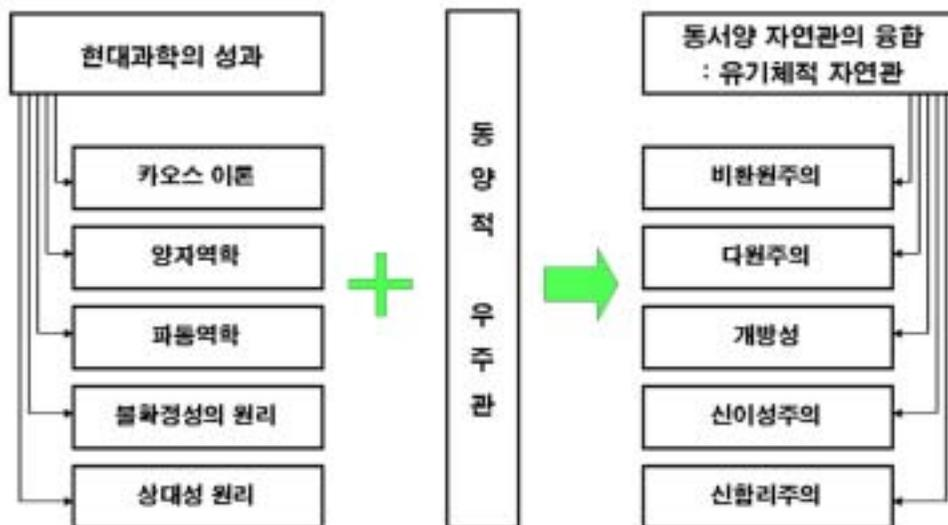 현대과학의 성과
카오스 이론
양자역학
파동역학
불확정성의 원리
상대성 원리
동양적 우주관
동서양 자연관의 융합
: 유기체적 자연관
비환원주의
다원주의
개방성
신이성주의
신합리주의